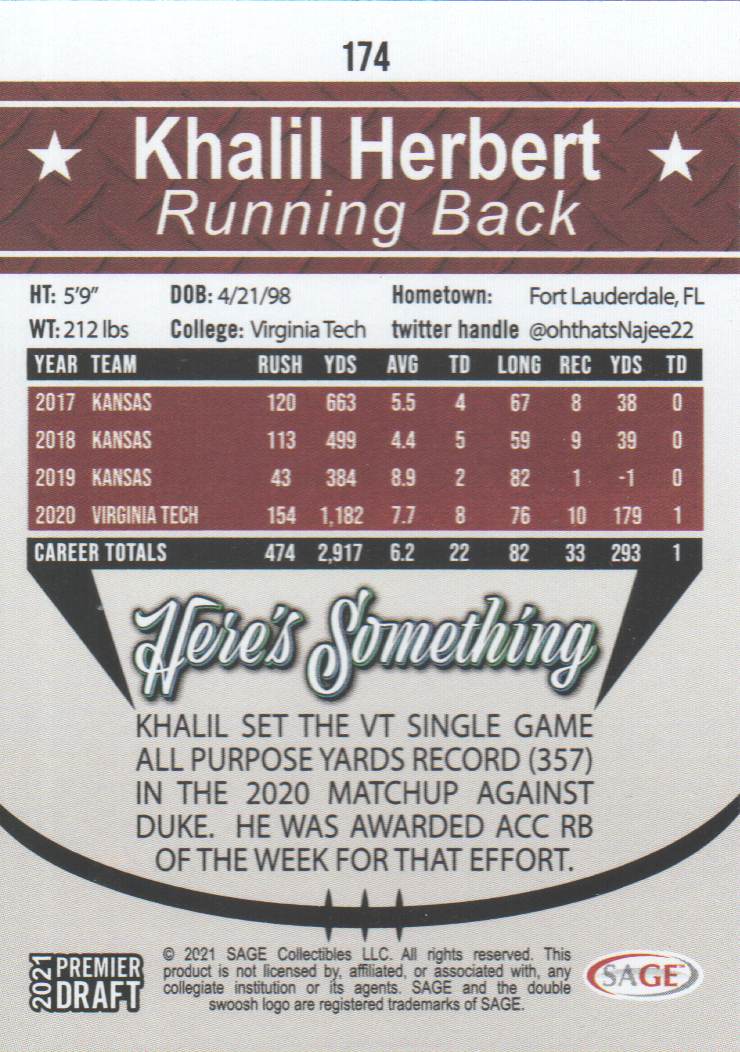 174
Khalil Herbert
Running Back
HT: 5'9" DOB: 4/21/98 Hometown: Fort Lauderdale, FL
WT: 212 lbs College: Virginia Tech twitter handle @ohthatsNajee22
YEAR TEAM RUSH YDS AVG TD LONG REC YDS TD
2017 KANSAS 120 663 5.5 4 67 8 38 0
2018 KANSAS 113 499 4.4 5 59 9 39 0
2019 KANSAS 43 384 8.9 2 82 1 -1 0
2020 VIRGINIA TECH 154 1,182 7.7 8 76 10 179 1
CAREER TOTALS 474 2,917 6.2 22 82 33 293 1
Here's Something
KHALIL SET THE VT SINGLE GAME
ALL PURPOSE YARDS RECORD (357)
IN THE 2020 MATCHUP AGAINST
DUKE. HE WAS AWARDED ACC RB
OF THE WEEK FOR THAT EFFORT.
2021 PREMIER
DRAFT
© 2021 SAGE Collectibles LLC. All rights reserved. This
product is not licensed by, affiliated, or associated with, any
collegiate institution or its agents. SAGE and the double
swoosh logo are registered trademarks of SAGE.
SAGE™